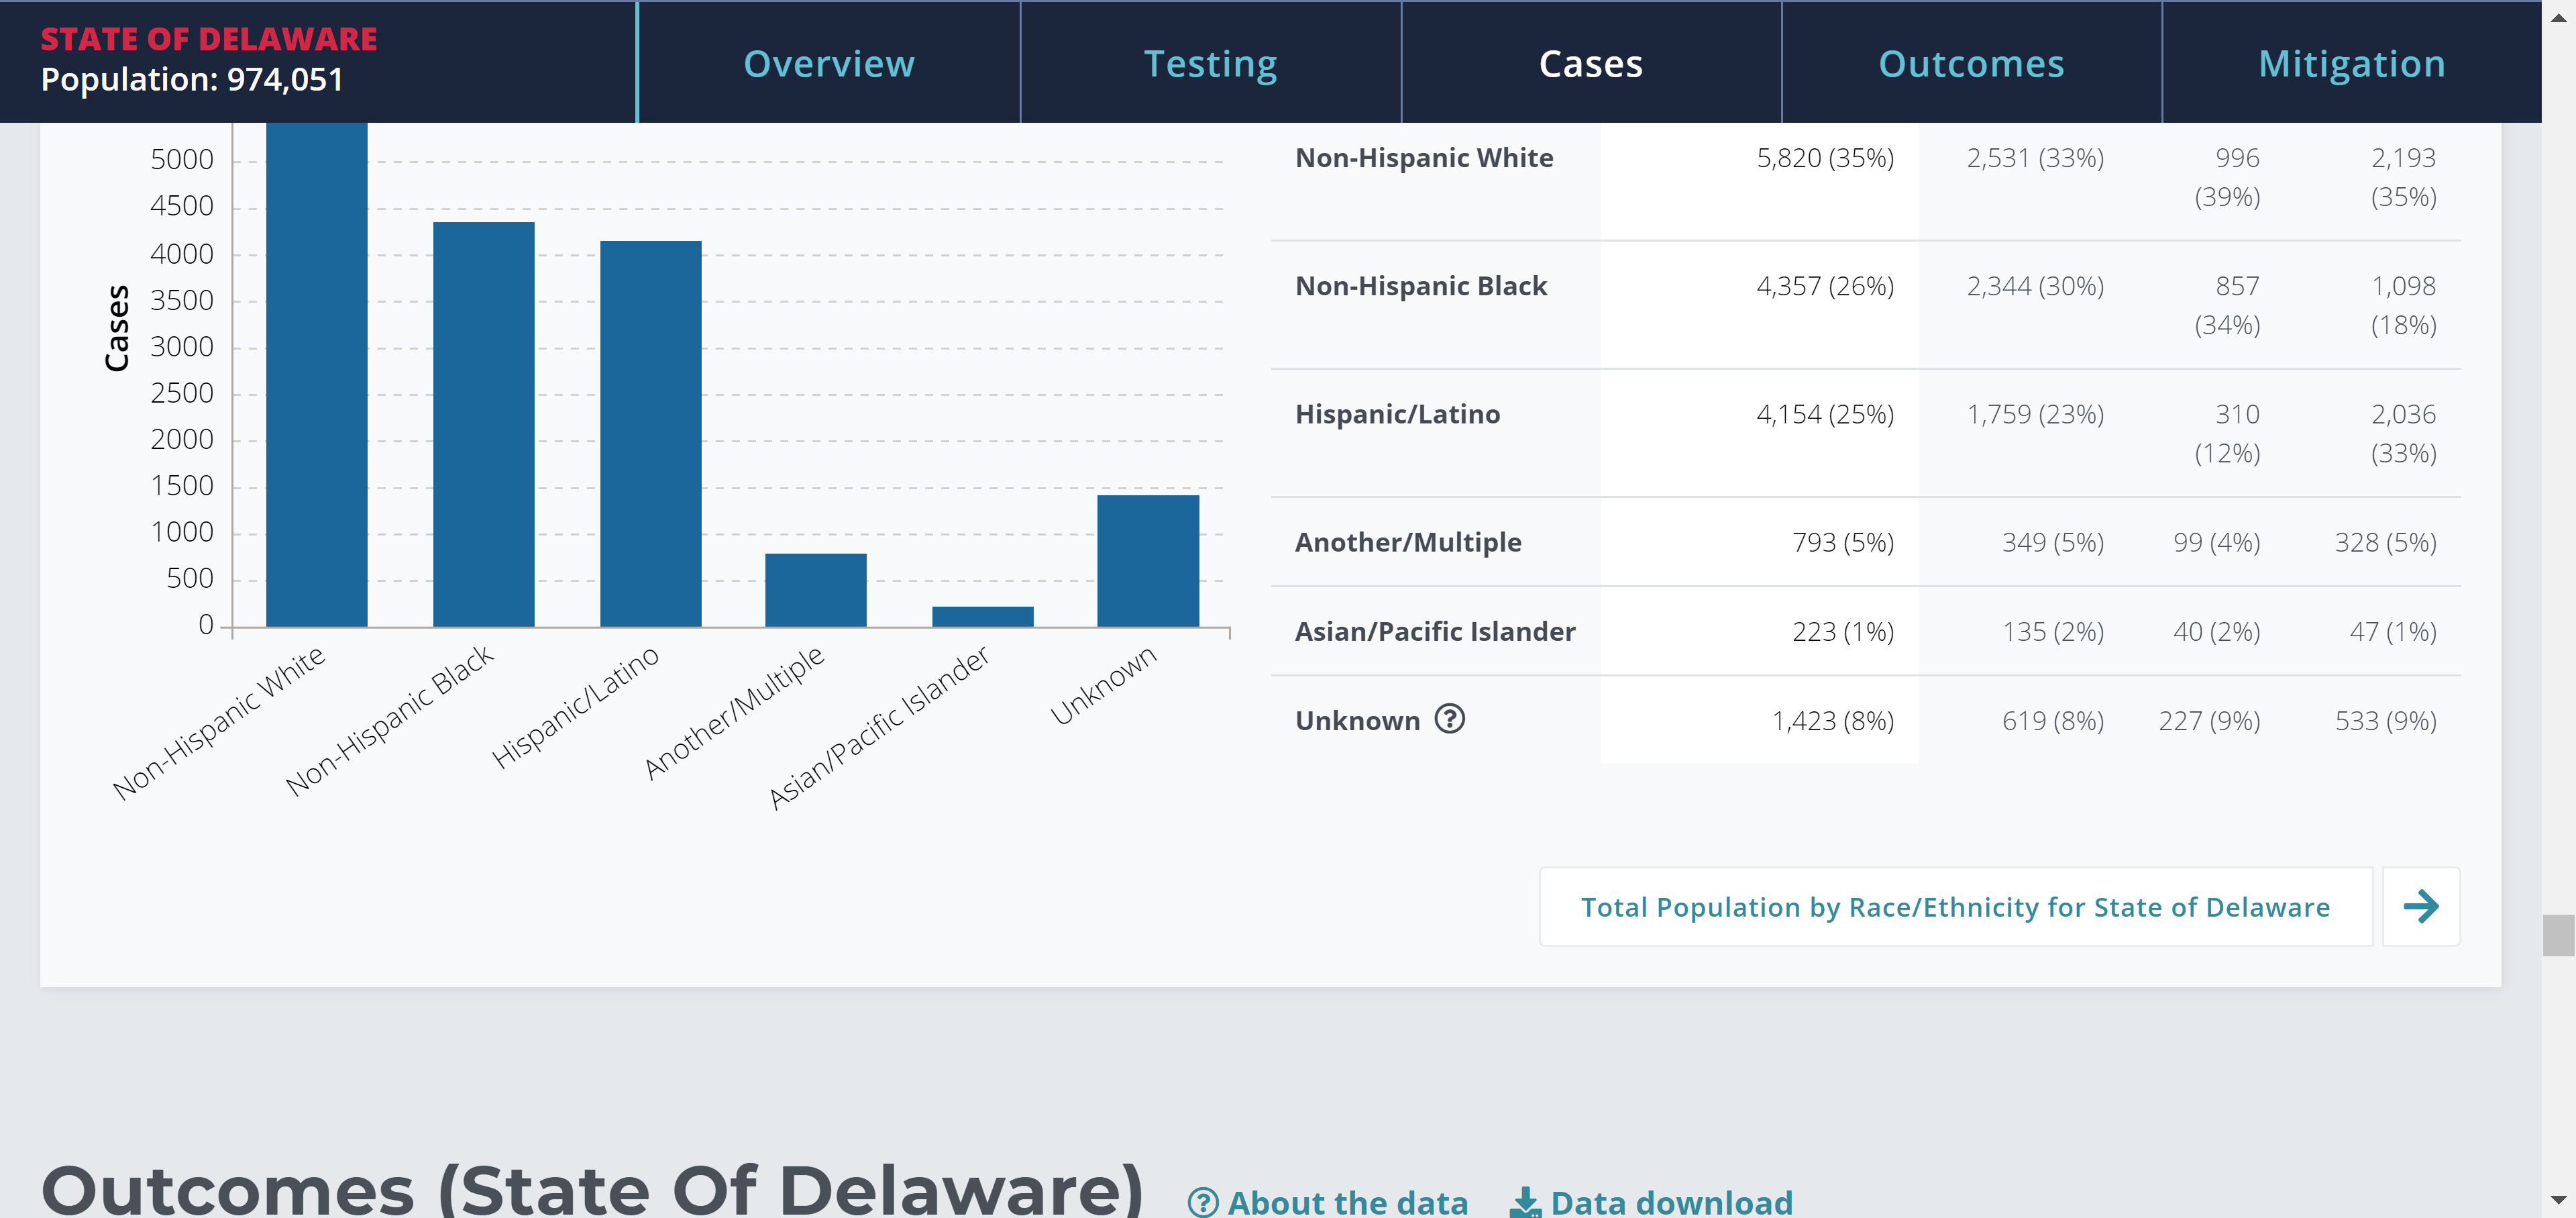 STATE OF DELAWARE
Population: 974,051
Overview
Testing
Cases
Outcomes
Mitigation
Cases
5000
4500
4000
3500
3000
2500
2000
1500
1000
500
0
Non-Hispanic White
Non-Hispanic Black
Hispanic/Latino
Another/Multiple
Asian/Pacific Islander
Unknown
Non-Hispanic White 5,820 (35%) 2,531 (33%) 996 2,193
(39%) (35%)
Non-Hispanic Black 4,357 (26%) 2,344 (30%) 857 1,098
(34%) (18%)
Hispanic/Latino 4,154 (25%) 1,759 (23%) 310 2,036
(12%) (33%)
Another/Multiple 793 (5%) 349 (5%) 99 (4%) 328 (5%)
Asian/Pacific Islander 223 (1%) 135 (2%) 40 (2%) 47 (1%)
Unknown ? 1,423 (8%) 619 (8%) 227 (9%) 533 (9%)
Total Population by Race/Ethnicity for State of Delaware
Outcomes (State Of Delaware) ? About the data Data download